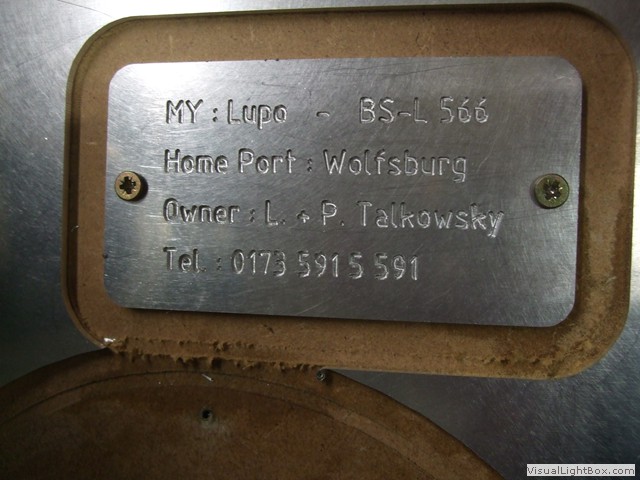 MY : Lupo - BS-L 566
Home Port : Wolfsburg
Owner : L. + P. Talkowsky
Tel. : 0173 591 5 591
VisualLightBox.com